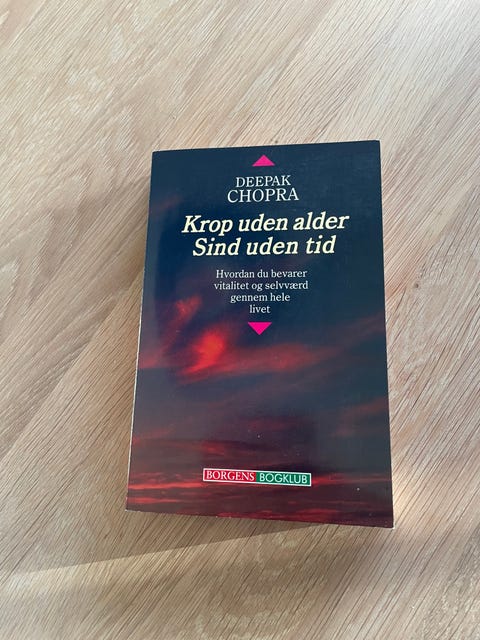 DEEPAK
CHOPRA
Krop uden alder
Sind uden tid
Hvordan du bevarer
vitalitet og selvværd
gennem hele
livet
BORGENS BOGKLUB